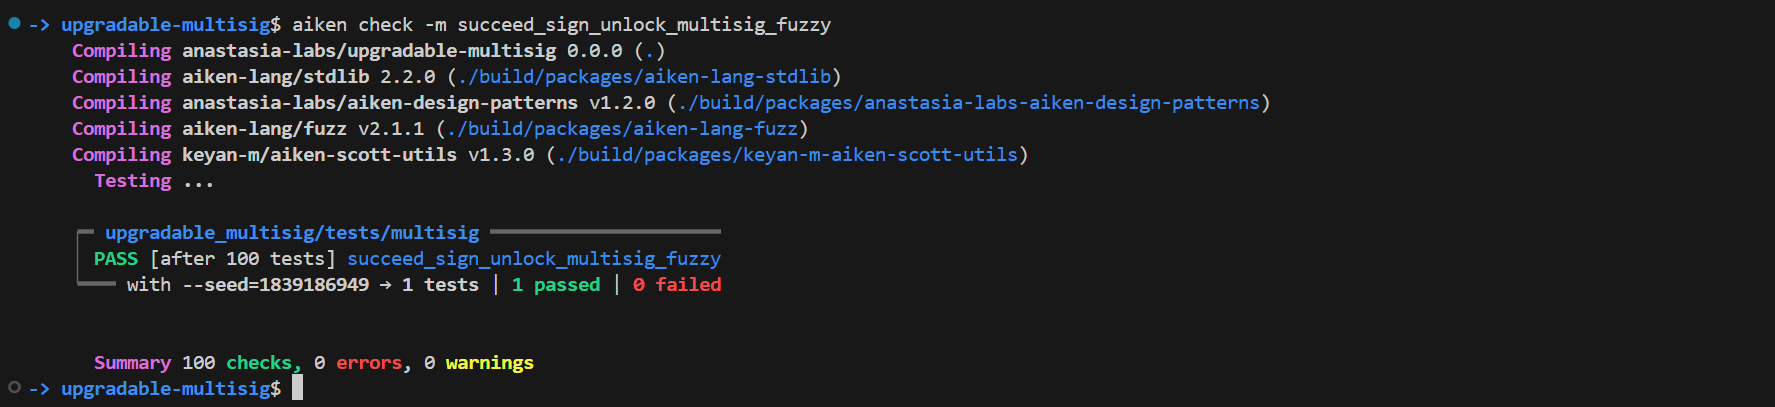 -> upgradable-multisig$ aiken check -m succeed_sign_unlock_multisig_fuzzy
Compiling anastasia-labs/upgradable-multisig 0.0.0 (.)
Compiling aiken-lang/stdlib 2.2.0 (./build/packages/aiken-lang-stdlib)
Compiling anastasia-labs/aiken-design-patterns v1.2.0 (./build/packages/anastasia-labs-aiken-design-patterns)
Compiling aiken-lang/fuzz v2.1.1 (./build/packages/aiken-lang-fuzz)
Compiling keyan-m/aiken-scott-utils v1.3.0 (./build/packages/keyan-m-aiken-scott-utils)
Testing ...
upgradable_multisig/tests/multisig
PASS [after 100 tests] succeed_sign_unlock_multisig_fuzzy
with --seed=1839186949 → 1 tests | 1 passed | 0 failed
Summary 100 checks, 0 errors, 0 warnings
-> upgradable-multisig$